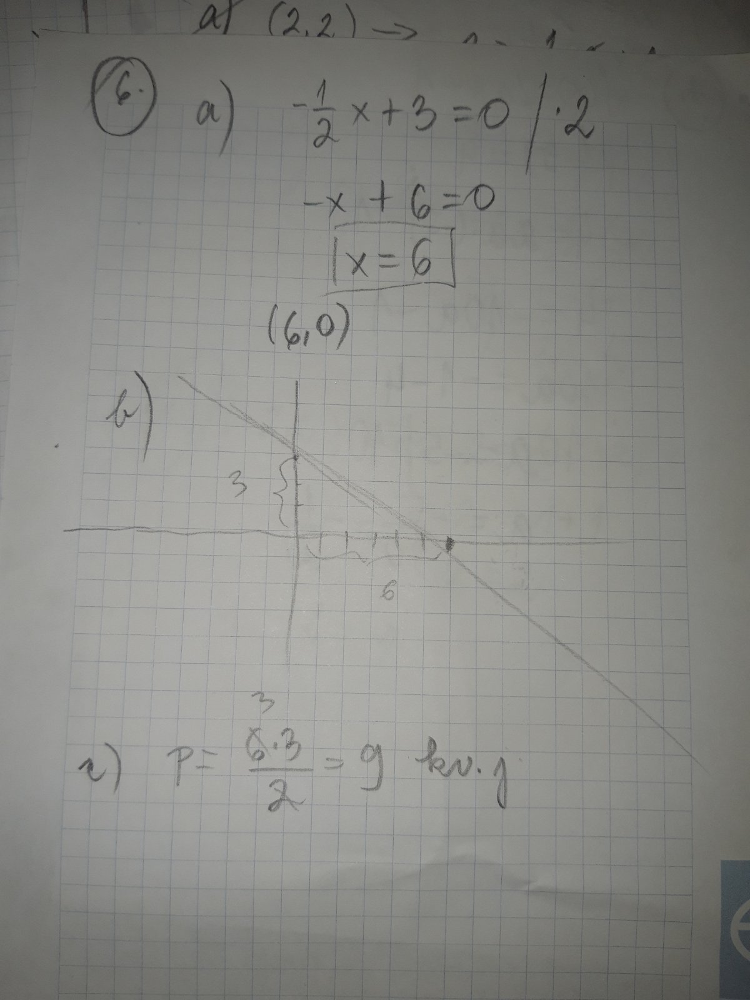 a) (2,2) →
6.
a) -1/2 x + 3 = 0 / · 2
-x + 6 = 0
x = 6
(6,0)
b)
3
6
3
r) P = 6·3/2 = 9 kv. j